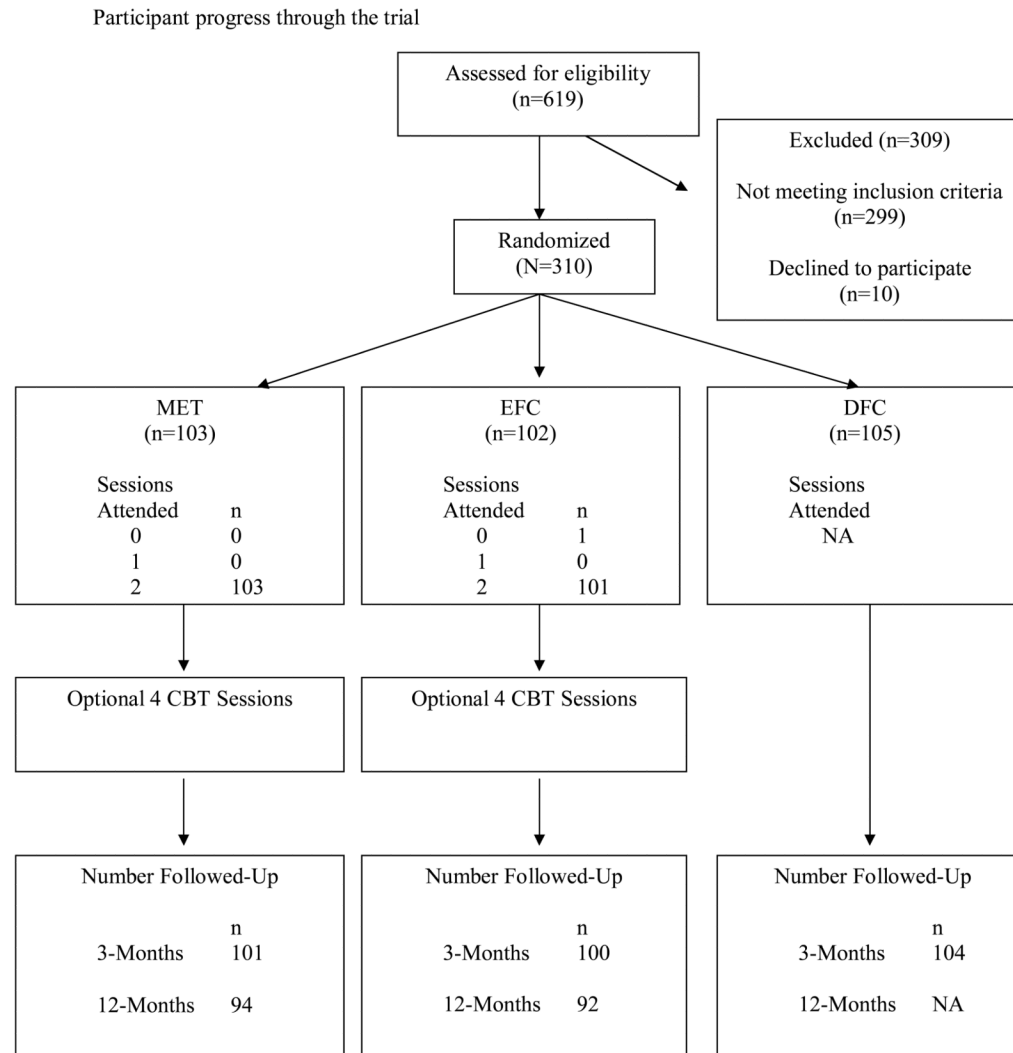 Participant progress through the trial
Assessed for eligibility
(n=619)
Excluded (n=309)
Not meeting inclusion criteria
(n=299)
Declined to participate
(n=10)
Randomized
(N=310)
MET
(n=103)
Sessions
Attended n
0 0
1 0
2 103
EFC
(n=102)
Sessions
Attended n
0 1
1 0
2 101
DFC
(n=105)
Sessions
Attended
NA
Optional 4 CBT Sessions
Optional 4 CBT Sessions
Number Followed-Up
n
3-Months 101
12-Months 94
Number Followed-Up
n
3-Months 100
12-Months 92
Number Followed-Up
n
3-Months 104
12-Months NA